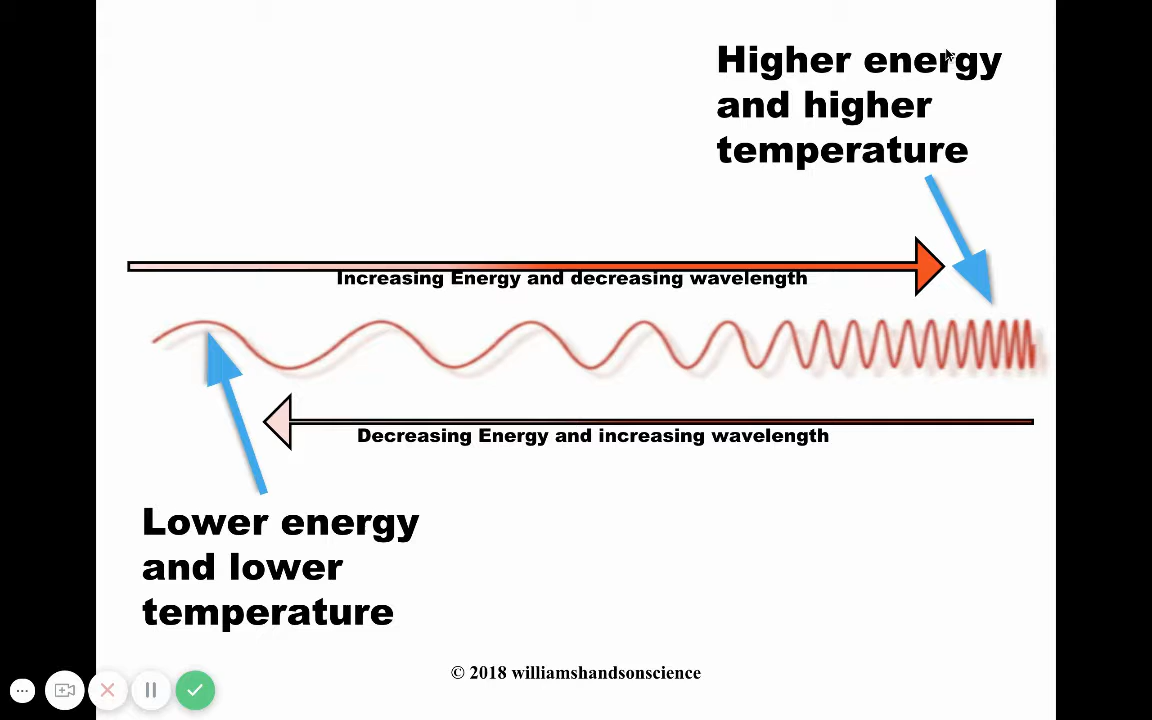 Higher energy
and higher
temperature
Increasing Energy and decreasing wavelength
Decreasing Energy and increasing wavelength
Lower energy
and lower
temperature
© 2018 williamshandsonscience